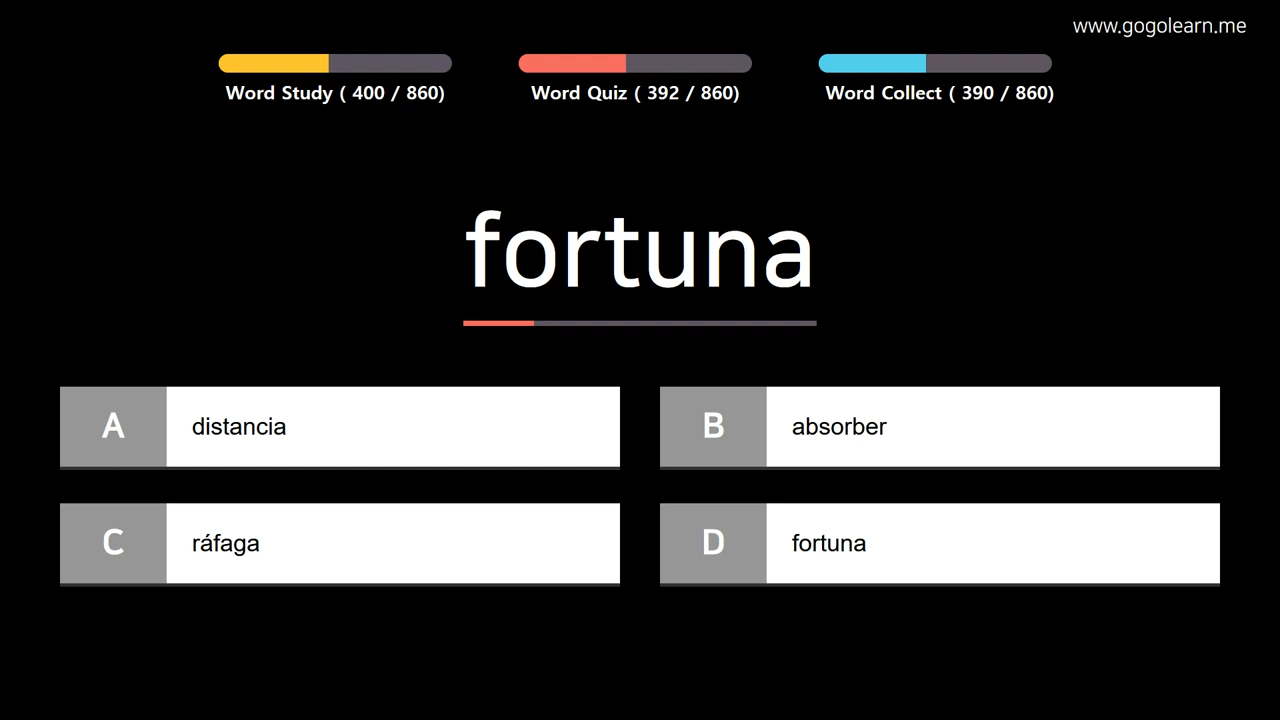 www.gogolearn.me
Word Study ( 400 / 860)
Word Quiz ( 392 / 860)
Word Collect ( 390 / 860)
fortuna
A distancia
B absorber
C ráfaga
D fortuna